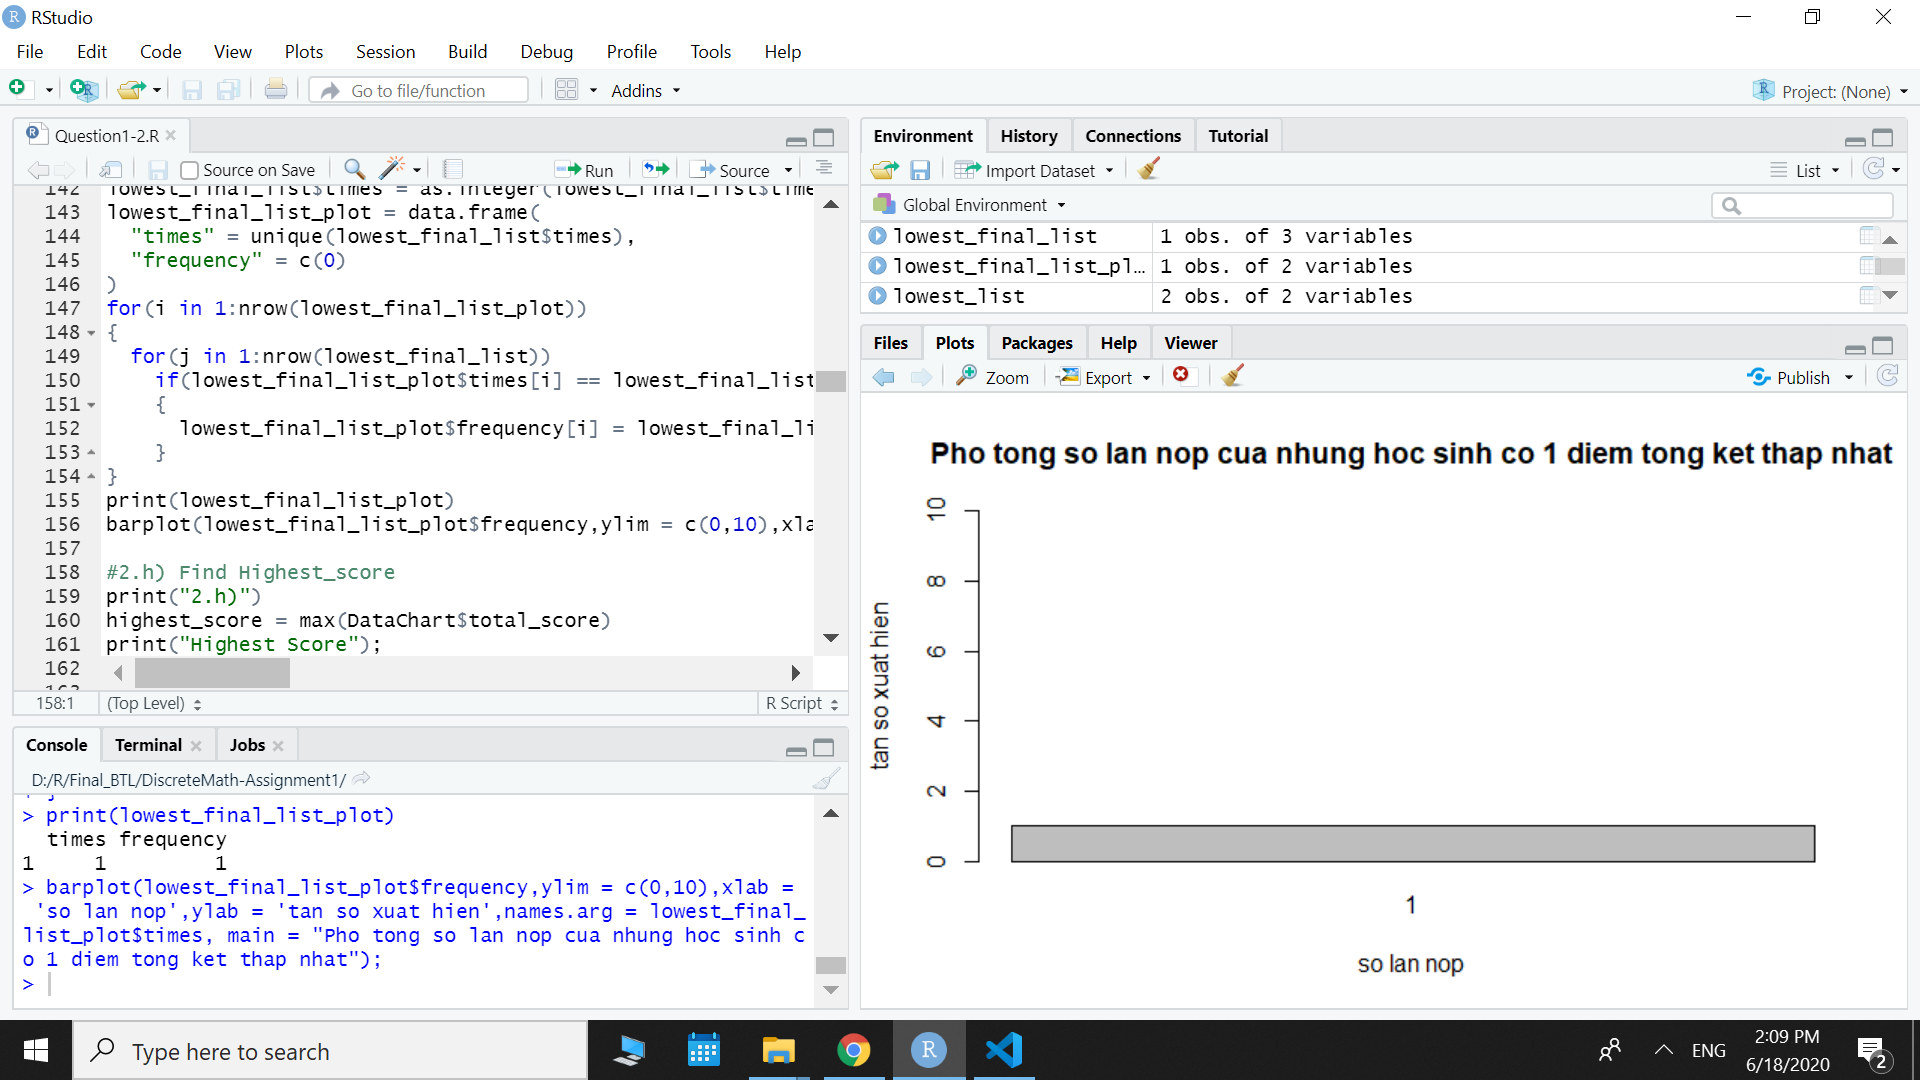 RStudio
File Edit Code View Plots Session Build Debug Profile Tools Help
Go to file/function Addins Project: (None)
Question1-2.R
Source on Save Run Source
142 lowest_final_list$times = as.integer(lowest_final_list$time
143 lowest_final_list_plot = data.frame(
144 "times" = unique(lowest_final_list$times),
145 "frequency" = c(0)
146 )
147 for(i in 1:nrow(lowest_final_list_plot))
148 {
149 for(j in 1:nrow(lowest_final_list))
150 if(lowest_final_list_plot$times[i] == lowest_final_list
151 {
152 lowest_final_list_plot$frequency[i] = lowest_final_li
153 }
154 }
155 print(lowest_final_list_plot)
156 barplot(lowest_final_list_plot$frequency,ylim = c(0,10),xla
157
158 #2.h) Find Highest_score
159 print("2.h)")
160 highest_score = max(DataChart$total_score)
161 print("Highest Score");
162
158:1 (Top Level) R Script
Console Terminal Jobs
D:/R/Final_BTL/DiscreteMath-Assignment1/
> print(lowest_final_list_plot)
times frequency
1 1 1
> barplot(lowest_final_list_plot$frequency,ylim = c(0,10),xlab =
'so lan nop',ylab = 'tan so xuat hien',names.arg = lowest_final_
list_plot$times, main = "Pho tong so lan nop cua nhung hoc sinh c
o 1 diem tong ket thap nhat");
>
Environment History Connections Tutorial
Import Dataset List
Global Environment
lowest_final_list 1 obs. of 3 variables
lowest_final_list_pl... 1 obs. of 2 variables
lowest_list 2 obs. of 2 variables
Files Plots Packages Help Viewer
Zoom Export Publish
Pho tong so lan nop cua nhung hoc sinh co 1 diem tong ket thap nhat
10
8
6
4
2
0
tan so xuat hien
1
so lan nop
Type here to search
ENG
2:09 PM
6/18/2020
2